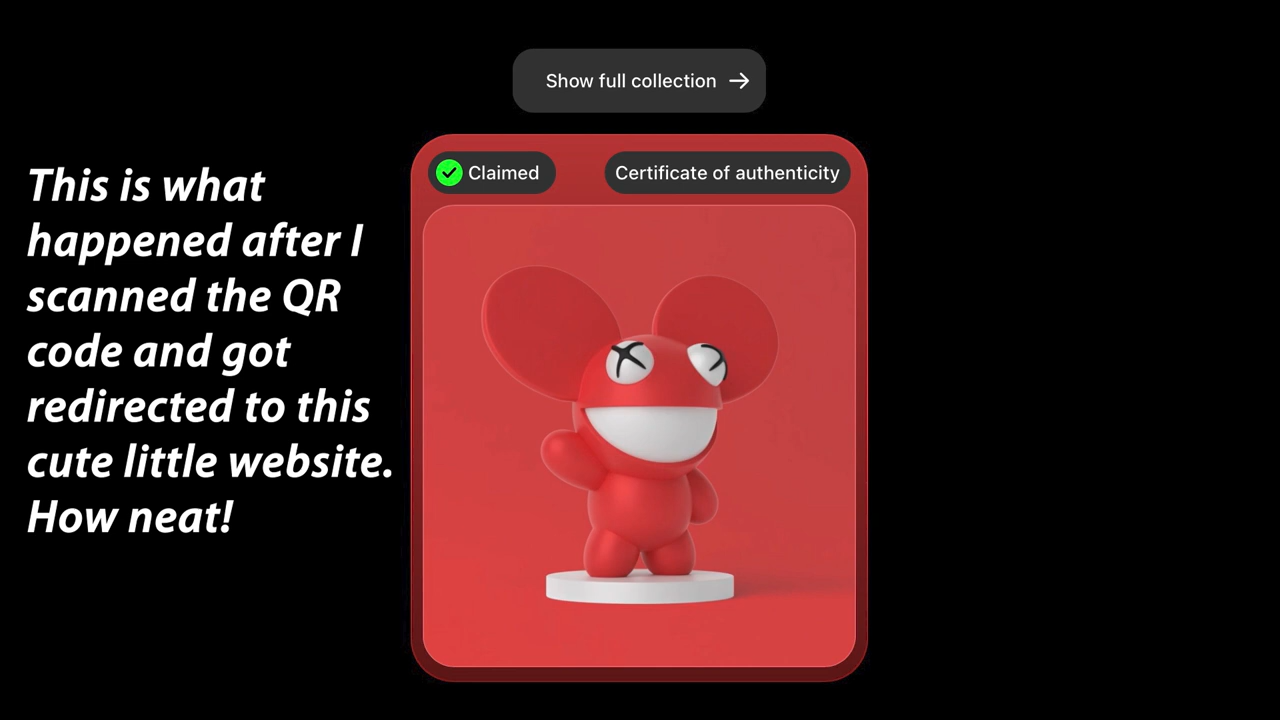 Show full collection →
Claimed
Certificate of authenticity
This is what
happened after I
scanned the QR
code and got
redirected to this
cute little website.
How neat!